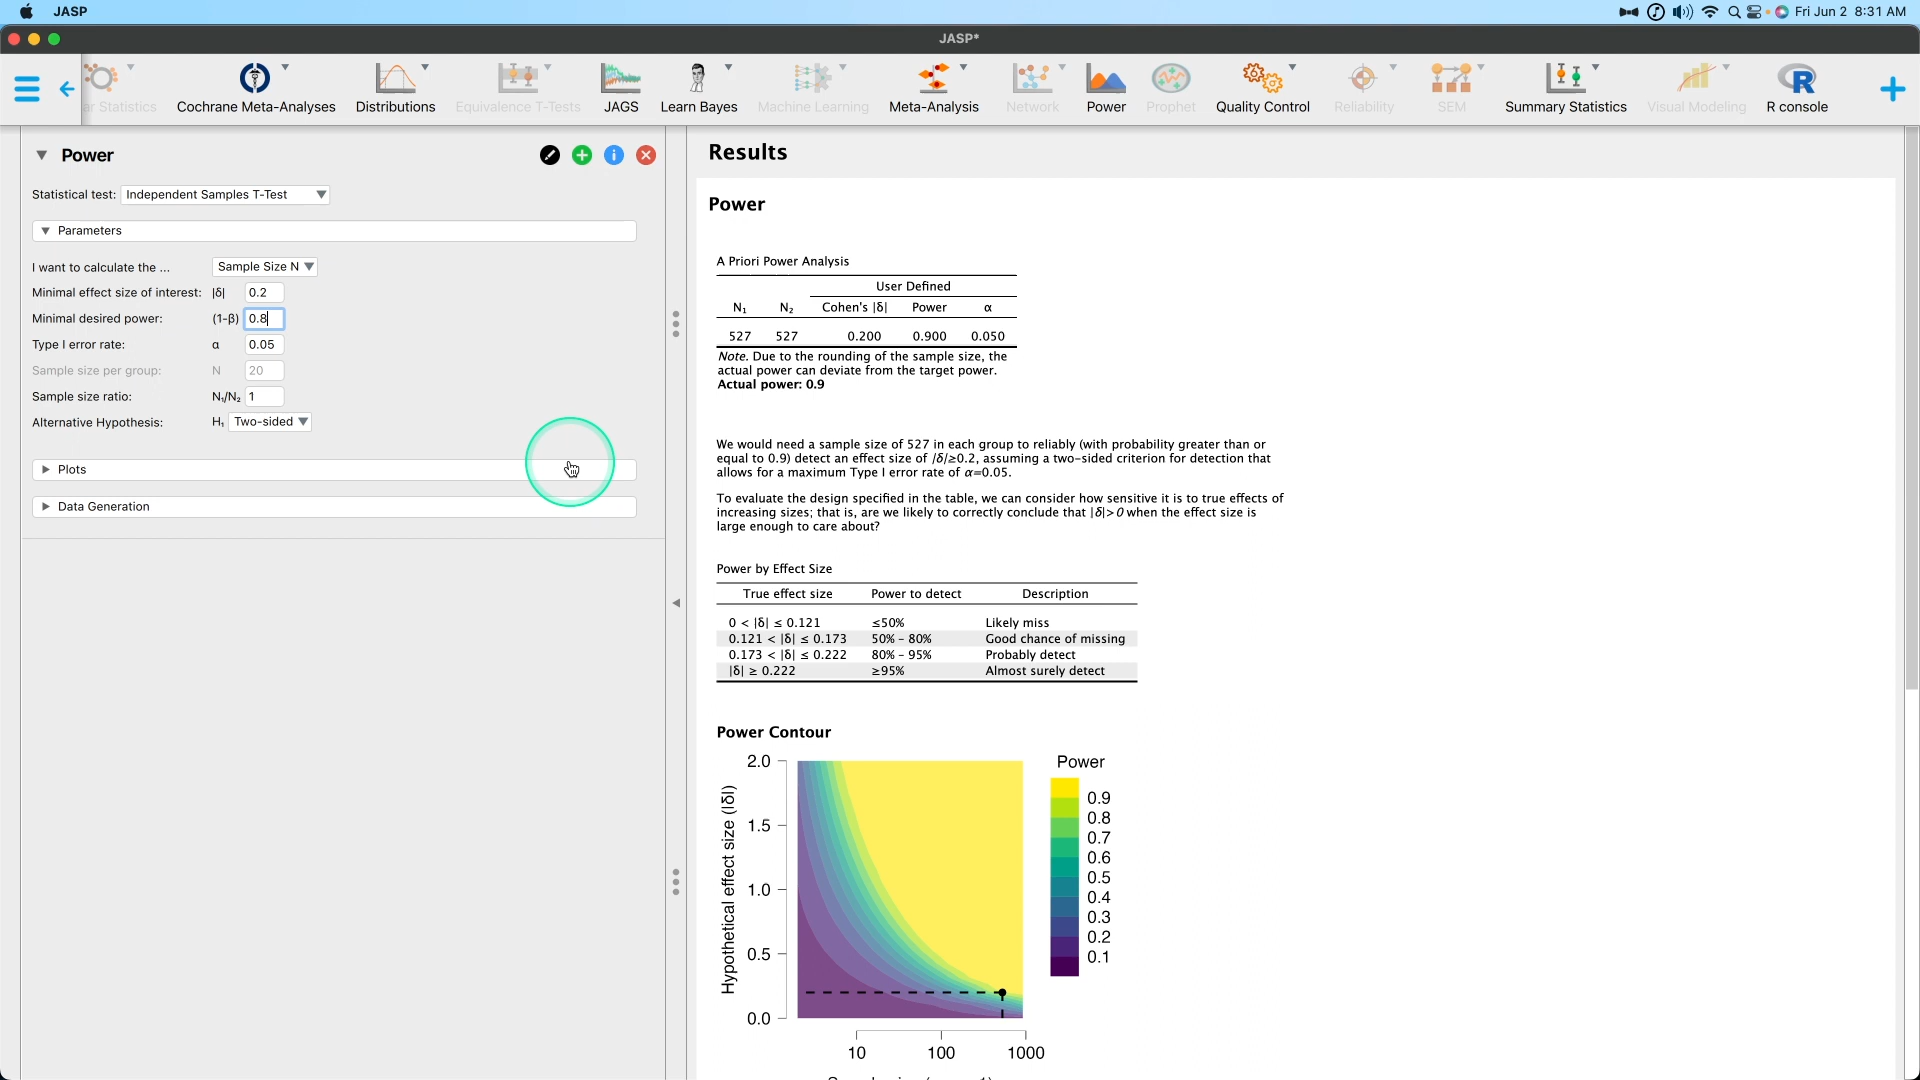 JASP
Fri Jun 2 8:31 AM
JASP*
ar Statistics
Cochrane Meta-Analyses
Distributions
Equivalence T-Tests
JAGS
Learn Bayes
Machine Learning
Meta-Analysis
Network
Power
Prophet
Quality Control
Reliability
SEM
Summary Statistics
Visual Modeling
R console
Power
Statistical test: Independent Samples T-Test
Parameters
I want to calculate the ... Sample Size N
Minimal effect size of interest: |δ| 0.2
Minimal desired power: (1-β) 0.8
Type I error rate: α 0.05
Sample size per group: N 20
Sample size ratio: N₁/N₂ 1
Alternative Hypothesis: H₁ Two-sided
Plots
Data Generation
Results
Power
A Priori Power Analysis
User Defined
N₁ N₂ Cohen's |δ| Power α
527 527 0.200 0.900 0.050
Note. Due to the rounding of the sample size, the
actual power can deviate from the target power.
Actual power: 0.9
We would need a sample size of 527 in each group to reliably (with probability greater than or
equal to 0.9) detect an effect size of |δ|≥0.2, assuming a two-sided criterion for detection that
allows for a maximum Type I error rate of α=0.05.
To evaluate the design specified in the table, we can consider how sensitive it is to true effects of
increasing sizes; that is, are we likely to correctly conclude that |δ|>0 when the effect size is
large enough to care about?
Power by Effect Size
True effect size Power to detect Description
0 < |δ| ≤ 0.121 ≤50% Likely miss
0.121 < |δ| ≤ 0.173 50% – 80% Good chance of missing
0.173 < |δ| ≤ 0.222 80% – 95% Probably detect
|δ| ≥ 0.222 ≥95% Almost surely detect
Power Contour
Power
Hypothetical effect size (|δ|)
2.0
1.5
1.0
0.5
0.0
0.9
0.8
0.7
0.6
0.5
0.4
0.3
0.2
0.1
10 100 1000